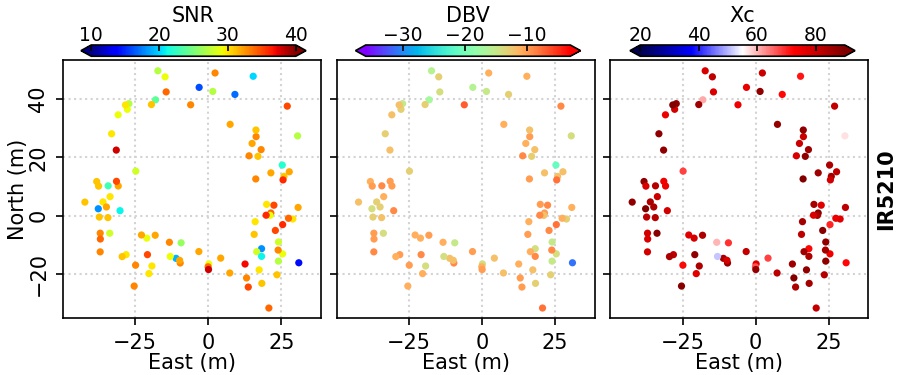 SNR DBV Xc
10 20 30 40 −30 −20 −10 20 40 60 80
40
20
0
−20
North (m)
IR5210
−25 0 25 −25 0 25 −25 0 25
East (m) East (m) East (m)